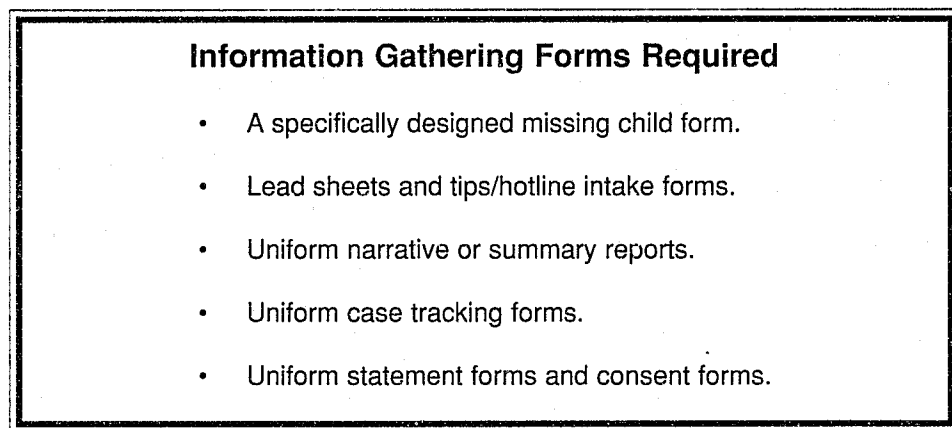 Information Gathering Forms Required
• A specifically designed missing child form.
• Lead sheets and tips/hotline intake forms.
• Uniform narrative or summary reports.
• Uniform case tracking forms.
• Uniform statement forms and consent forms.